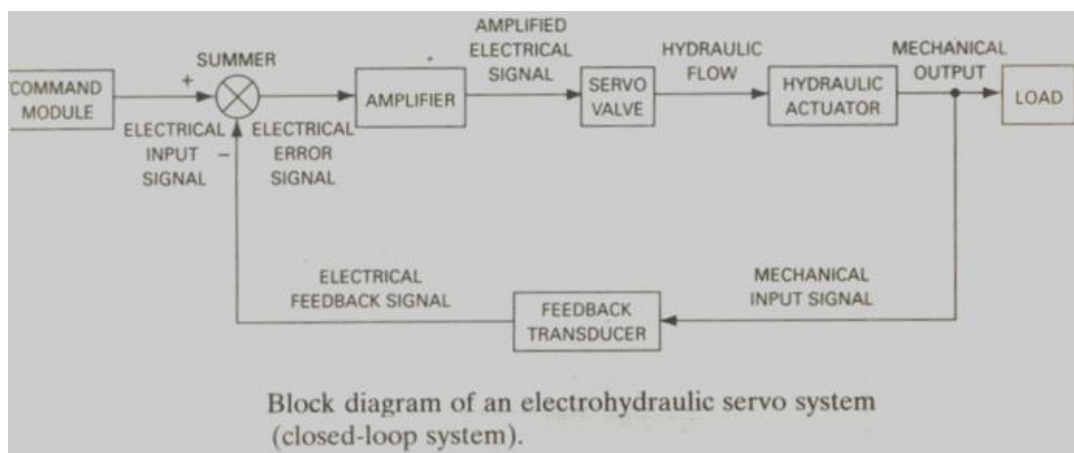 AMPLIFIED
ELECTRICAL
SIGNAL
SUMMER
HYDRAULIC
FLOW
MECHANICAL
OUTPUT
COMMAND
MODULE
+
AMPLIFIER
SERVO
VALVE
HYDRAULIC
ACTUATOR
LOAD
ELECTRICAL
INPUT
SIGNAL
–
ELECTRICAL
ERROR
SIGNAL
ELECTRICAL
FEEDBACK SIGNAL
MECHANICAL
INPUT SIGNAL
FEEDBACK
TRANSDUCER
Block diagram of an electrohydraulic servo system
(closed-loop system).